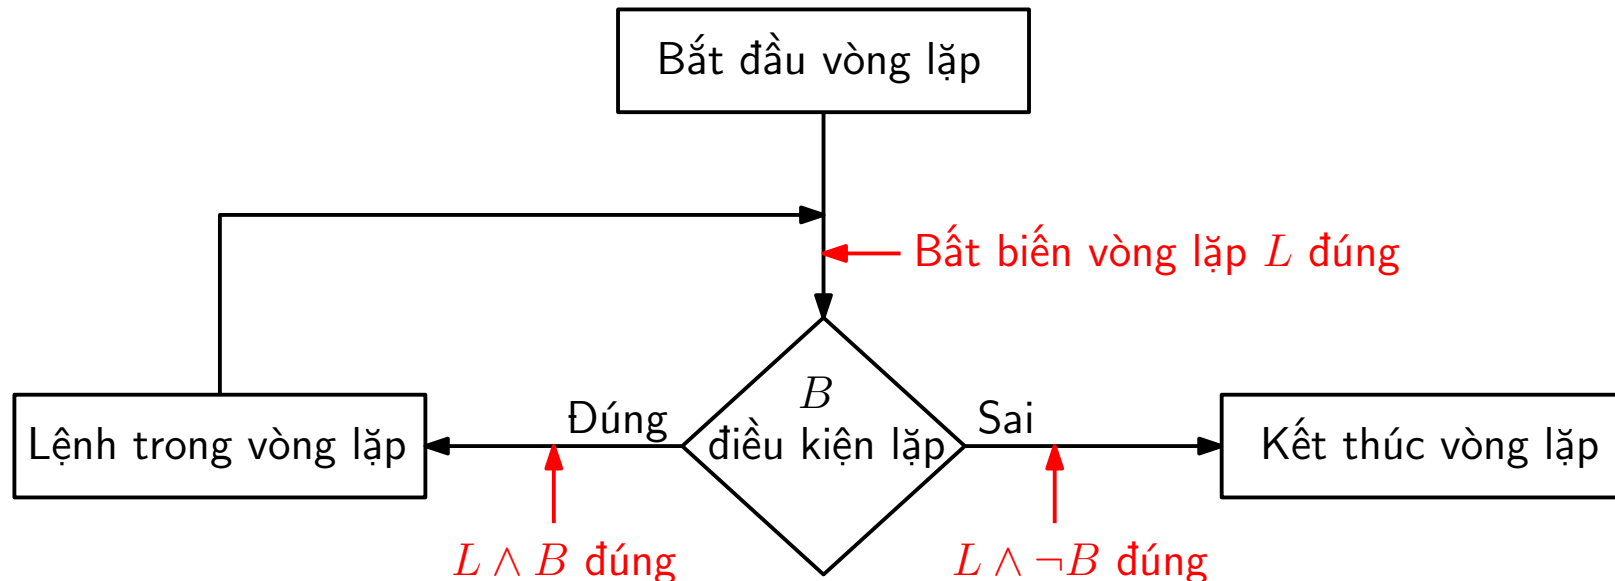 Bắt đầu vòng lặp
Bất biến vòng lặp L đúng
B
điều kiện lặp
Đúng
Sai
Lệnh trong vòng lặp
Kết thúc vòng lặp
L ∧ B đúng
L ∧ ¬B đúng